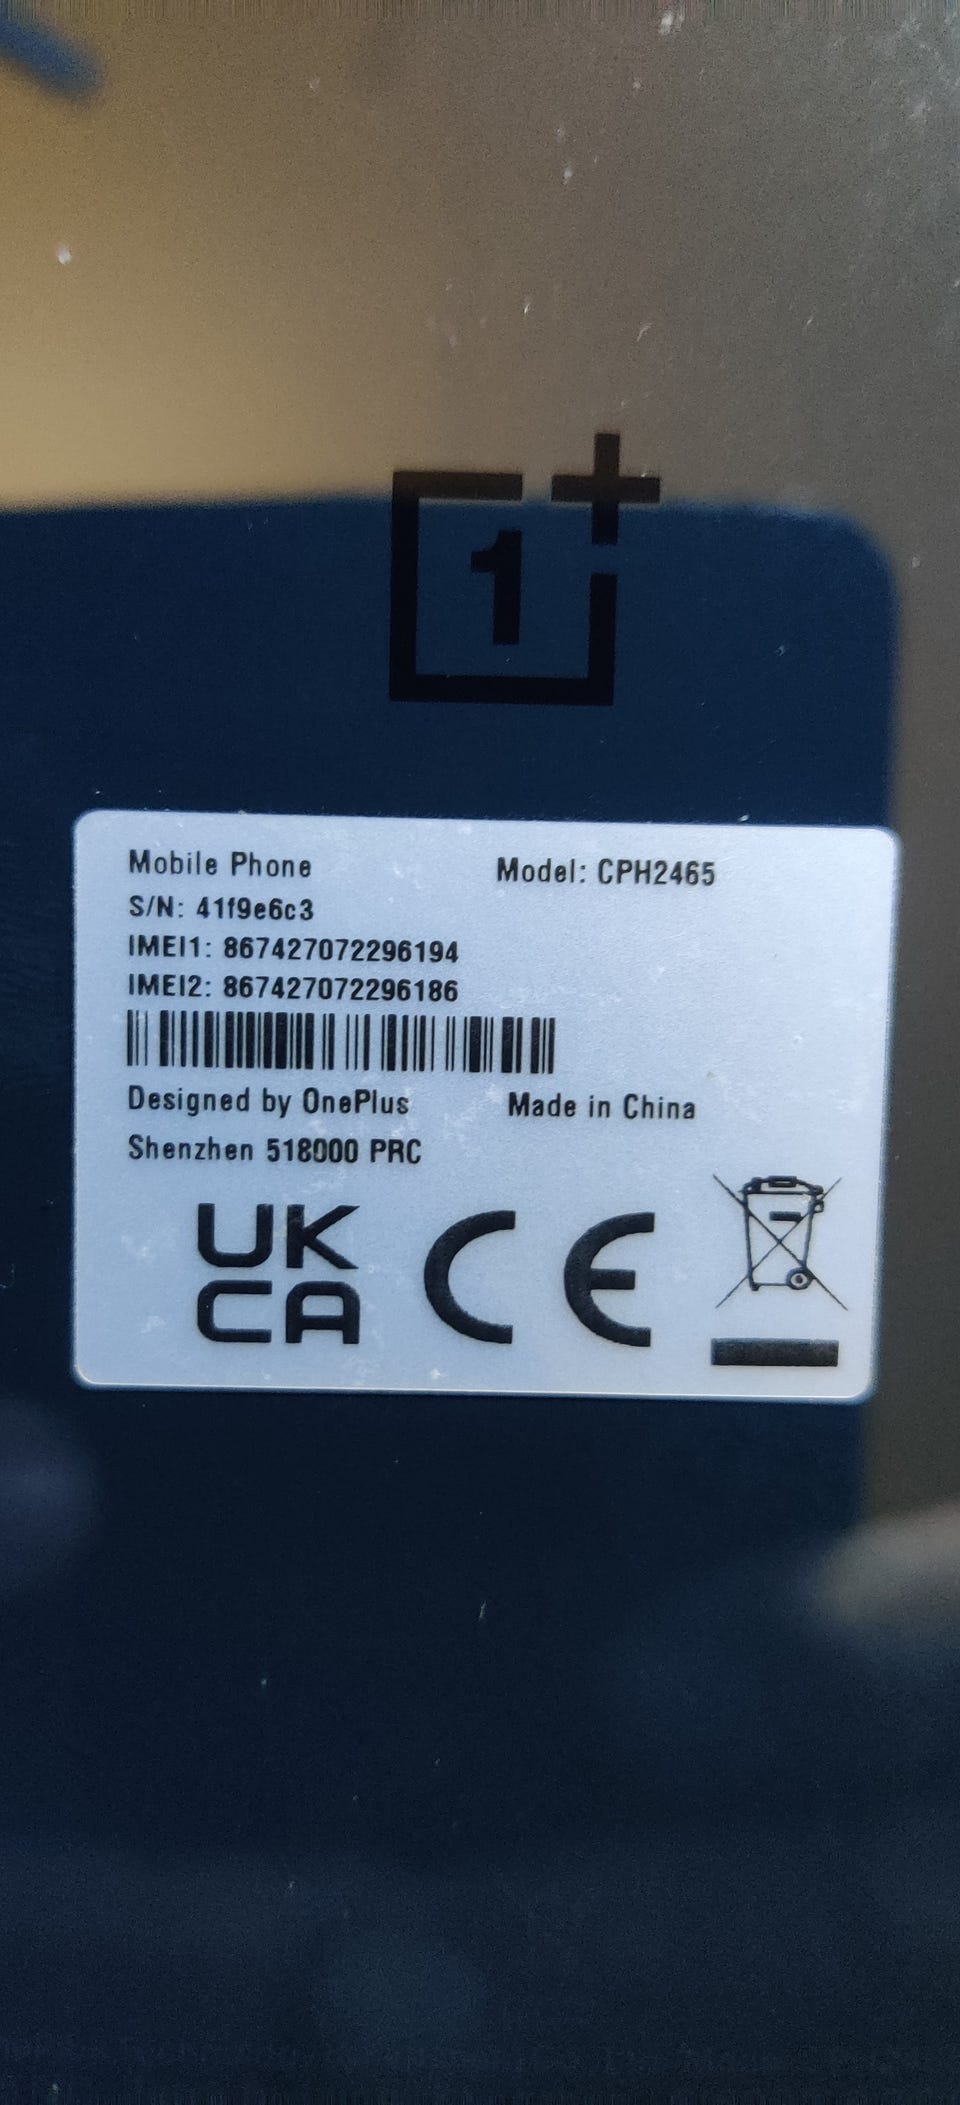 1+
Mobile Phone Model: CPH2465
S/N: 41f9e6c3
IMEI1: 867427072296194
IMEI2: 867427072296186
Designed by OnePlus Made in China
Shenzhen 518000 PRC
UK
CA CE